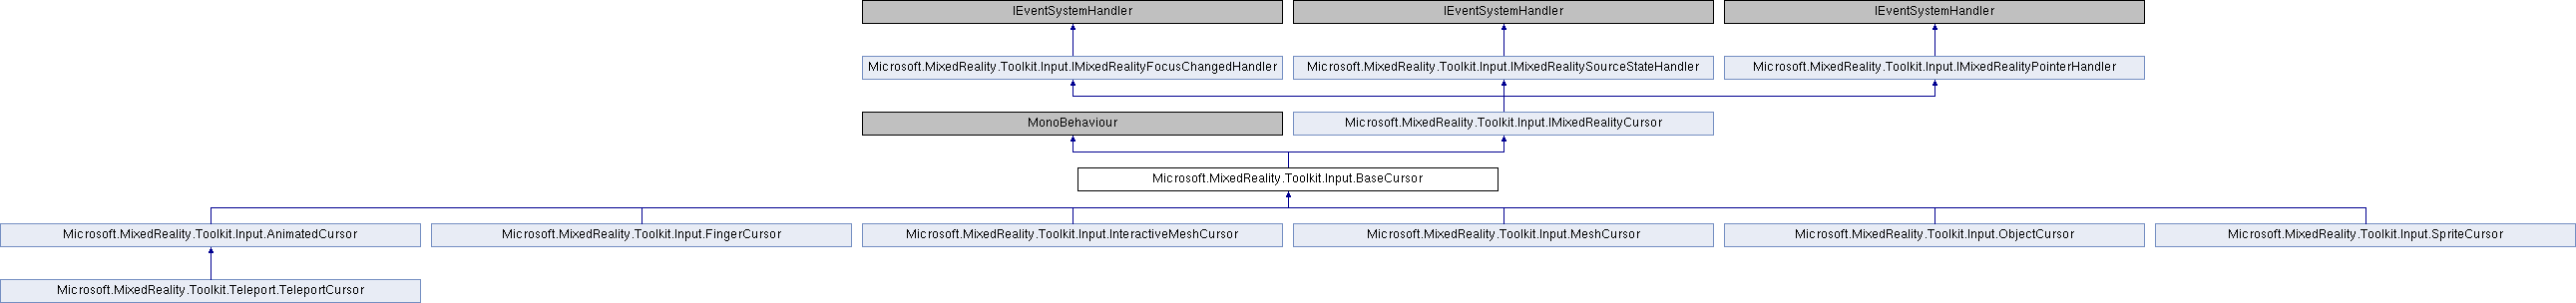 IEventSystemHandler
IEventSystemHandler
IEventSystemHandler
Microsoft.MixedReality.Toolkit.Input.IMixedRealityFocusChangedHandler
Microsoft.MixedReality.Toolkit.Input.IMixedRealitySourceStateHandler
Microsoft.MixedReality.Toolkit.Input.IMixedRealityPointerHandler
MonoBehaviour
Microsoft.MixedReality.Toolkit.Input.IMixedRealityCursor
Microsoft.MixedReality.Toolkit.Input.BaseCursor
Microsoft.MixedReality.Toolkit.Input.AnimatedCursor
Microsoft.MixedReality.Toolkit.Input.FingerCursor
Microsoft.MixedReality.Toolkit.Input.InteractiveMeshCursor
Microsoft.MixedReality.Toolkit.Input.MeshCursor
Microsoft.MixedReality.Toolkit.Input.ObjectCursor
Microsoft.MixedReality.Toolkit.Input.SpriteCursor
Microsoft.MixedReality.Toolkit.Teleport.TeleportCursor